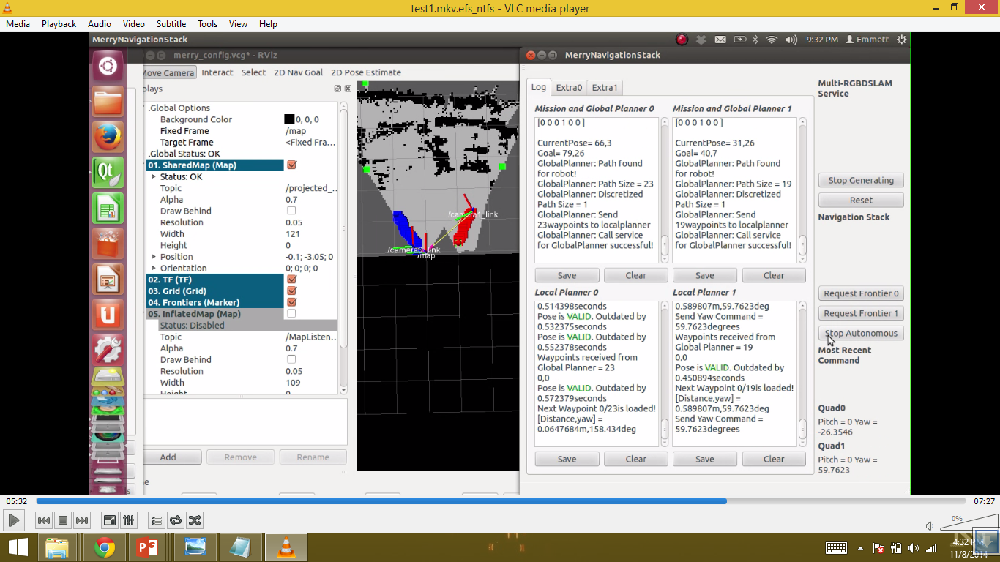 test1.mkv.efs_ntfs - VLC media player
Media Playback Audio Video Subtitle Tools View Help
MerryNavigationStack
9:32 PM Emmett
merry_config.vcg* - RViz
MerryNavigationStack
Move Camera Interact Select 2D Nav Goal 2D Pose Estimate
plays
.Global Options
Background Color 0, 0, 0
Fixed Frame /map
Target Frame <Fixed Fra...
.Global Status: OK
01. SharedMap (Map)
Status: OK
Topic /projected_...
Alpha 0.7
Draw Behind
Resolution 0.05
Width 121
Height 0
Position -0.1; -3.05; 0
Orientation 0; 0; 0; 0
02. TF (TF)
03. Grid (Grid)
04. Frontiers (Marker)
05. InflatedMap (Map)
Status: Disabled
Topic /MapListen...
Alpha 0.7
Draw Behind
Resolution 0.05
Width 109
Height 0
Add Remove Rename
/camera1_link
/camera0_link
/map
Log Extra0 Extra1
Mission and Global Planner 0
[0 0 0 1 0 0 ]
CurrentPose= 66,3
Goal= 79,26
GlobalPlanner: Path found
for robot!
GlobalPlanner: Path Size = 23
GlobalPlanner: Discretized
Path Size = 1
GlobalPlanner: Send
23waypoints to localplanner
GlobalPlanner: Call service
for GlobalPlanner successful!
Save Clear
Mission and Global Planner 1
[0 0 0 1 0 0 ]
CurrentPose= 31,26
Goal= 40,7
GlobalPlanner: Path found
for robot!
GlobalPlanner: Path Size = 19
GlobalPlanner: Discretized
Path Size = 1
GlobalPlanner: Send
19waypoints to localplanner
GlobalPlanner: Call service
for GlobalPlanner successful!
Save Clear
Local Planner 0
0.514398seconds
Pose is VALID. Outdated by
0.532375seconds
Pose is VALID. Outdated by
0.552378seconds
Waypoints received from
Global Planner = 23
0,0
Pose is VALID. Outdated by
0.572379seconds
Next Waypoint 0/23is loaded!
[Distance,yaw] =
0.0647684m,158.434deg
Save Clear
Local Planner 1
0.589807m,59.7623deg
Send Yaw Command =
59.7623degrees
Waypoints received from
Global Planner = 19
0,0
Pose is VALID. Outdated by
0.450894seconds
Next Waypoint 0/19is loaded!
[Distance,yaw] =
0.589807m,59.7623deg
Send Yaw Command =
59.7623degrees
Save Clear
Multi-RGBDSLAM
Service
Stop Generating
Reset
Navigation Stack
Request Frontier 0
Request Frontier 1
Stop Autonomous
Most Recent
Command
Quad0
Pitch = 0 Yaw =
-26.3546
Quad1
Pitch = 0 Yaw =
59.7623
05:32 07:27
0%
4:32 PM
11/8/2014